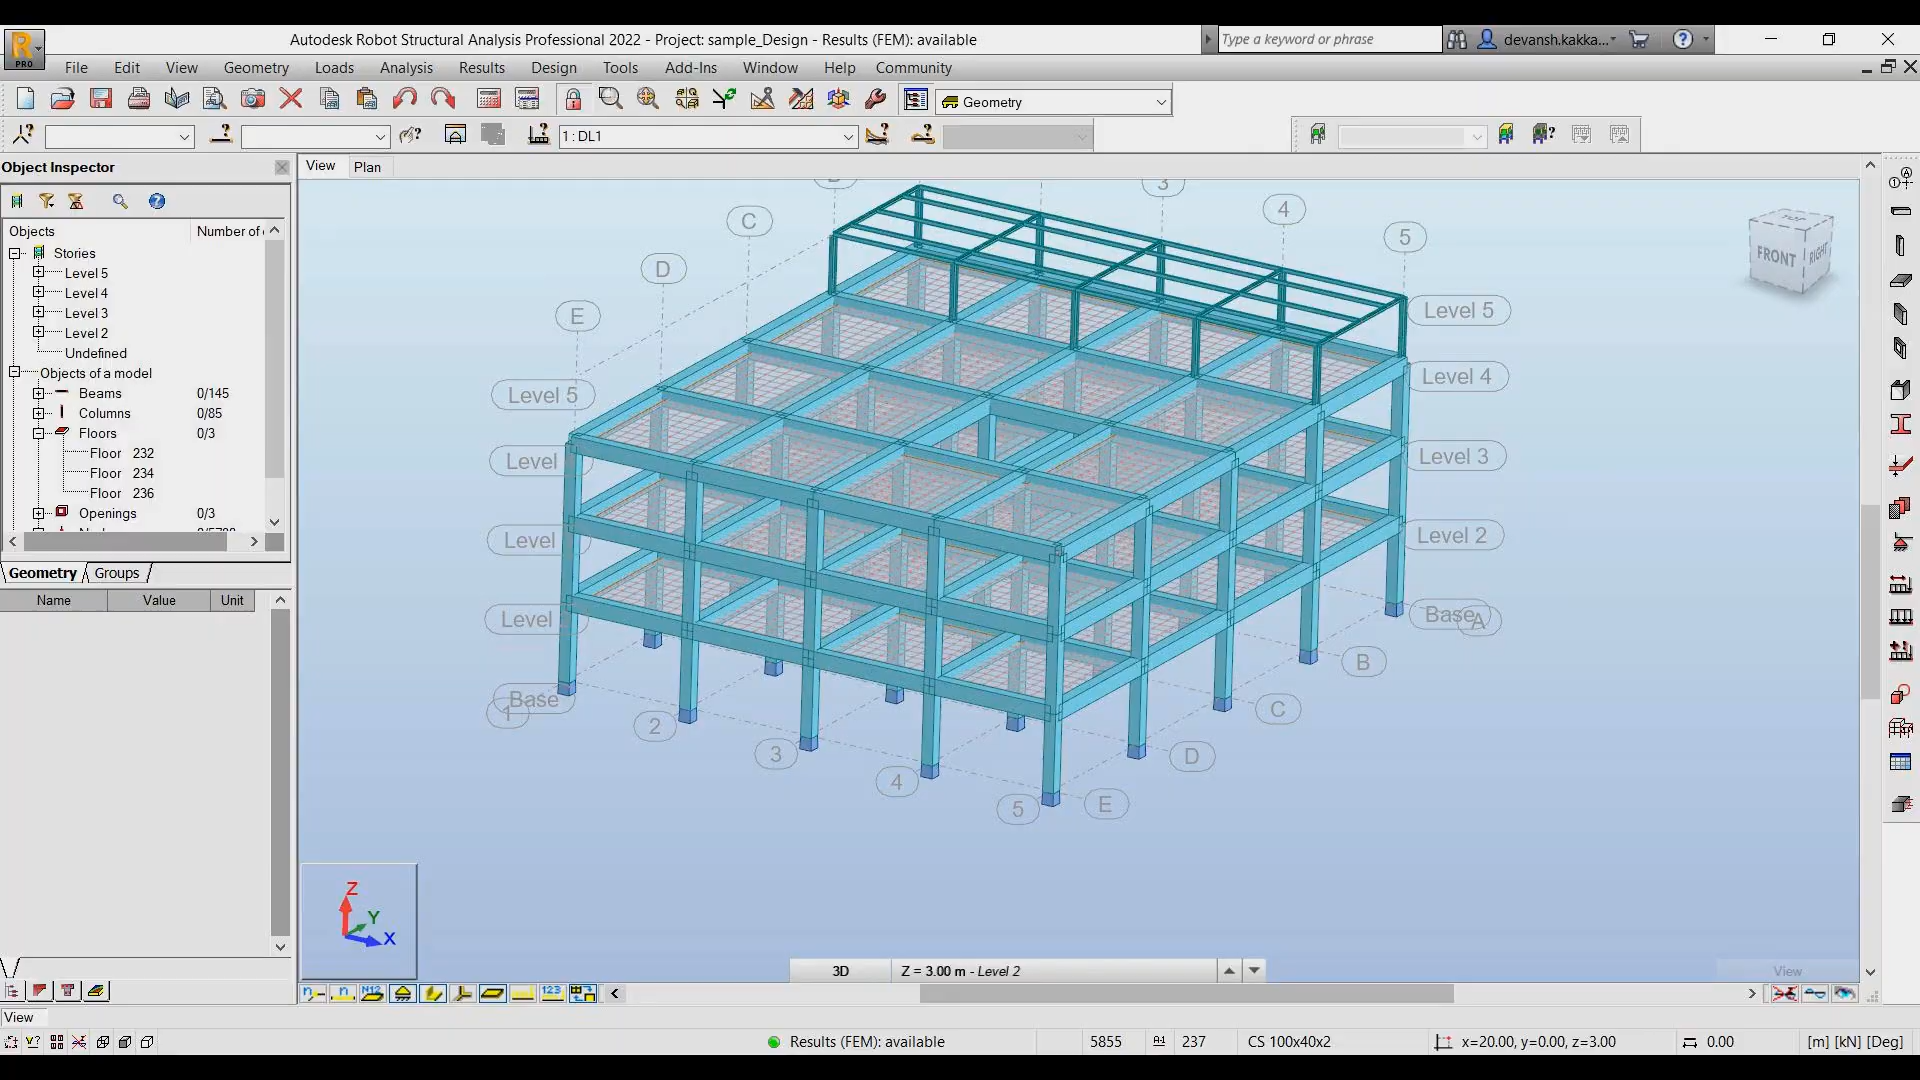 PRO
Autodesk Robot Structural Analysis Professional 2022 - Project: sample_Design - Results (FEM): available
Type a keyword or phrase
devansh.kakka...
File Edit View Geometry Loads Analysis Results Design Tools Add-Ins Window Help Community
Geometry
1 : DL1
Object Inspector
Objects Number of
Stories
Level 5
Level 4
Level 3
Level 2
Undefined
Objects of a model
Beams 0/145
Columns 0/85
Floors 0/3
Floor 232
Floor 234
Floor 236
Openings 0/3
Geometry Groups
Name Value Unit
View Plan
3
C
4
5
D
E
Level 5
Level 5
Level 4
Level
Level 3
Level
Level 2
Level
Base
A
B
Base
1
2
C
3
D
4
5
E
TOP
FRONT
RIGHT
Z
Y
X
3D
Z = 3.00 m - Level 2
View
View
Results (FEM): available
5855
237
CS 100x40x2
x=20.00, y=0.00, z=3.00
0.00
[m] [kN] [Deg]